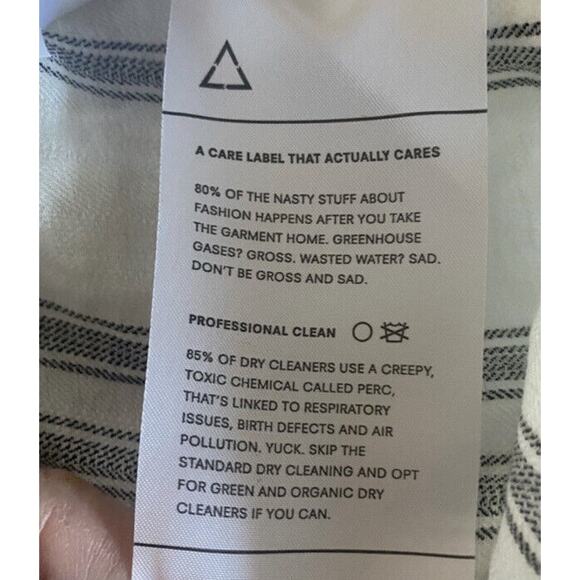 A CARE LABEL THAT ACTUALLY CARES
80% OF THE NASTY STUFF ABOUT
FASHION HAPPENS AFTER YOU TAKE
THE GARMENT HOME. GREENHOUSE
GASES? GROSS. WASTED WATER? SAD.
DON'T BE GROSS AND SAD.
PROFESSIONAL CLEAN
85% OF DRY CLEANERS USE A CREEPY,
TOXIC CHEMICAL CALLED PERC,
THAT'S LINKED TO RESPIRATORY
ISSUES, BIRTH DEFECTS AND AIR
POLLUTION. YUCK. SKIP THE
STANDARD DRY CLEANING AND OPT
FOR GREEN AND ORGANIC DRY
CLEANERS IF YOU CAN.